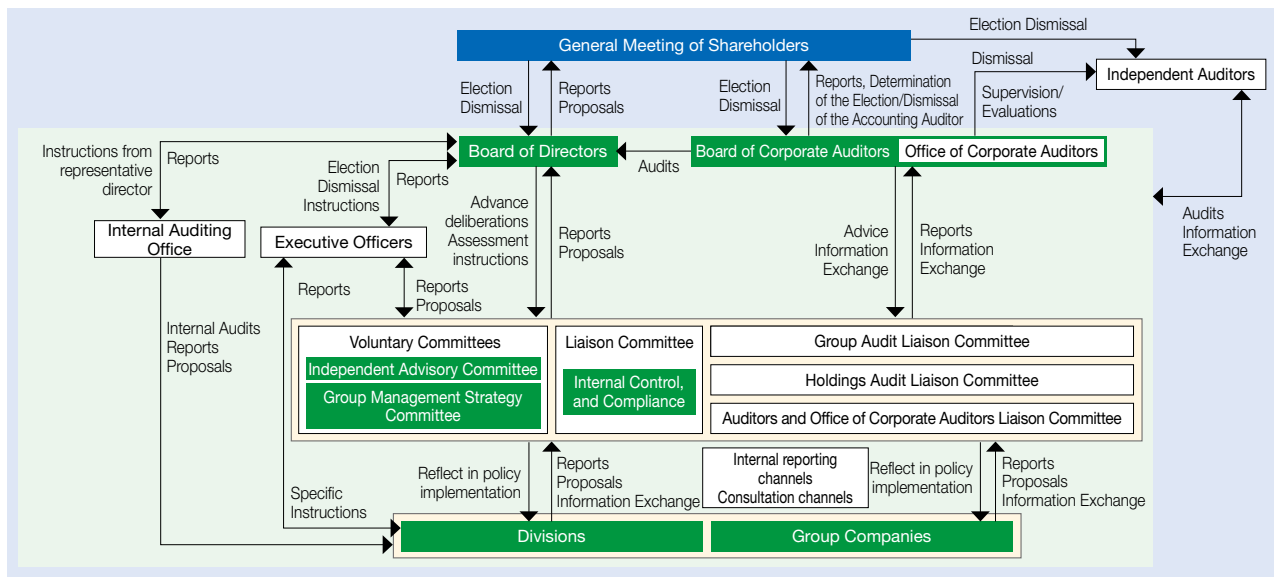 General Meeting of Shareholders
Election Dismissal
Independent Auditors
Election
Dismissal
Reports
Proposals
Election
Dismissal
Reports, Determination
of the Election/Dismissal
of the Accounting Auditor
Dismissal
Supervision/
Evaluations
Board of Directors
Audits
Board of Corporate Auditors
Office of Corporate Auditors
Instructions from
representative
director
Reports
Election
Dismissal
Instructions
Reports
Internal Auditing
Office
Executive Officers
Advance
deliberations
Assessment
instructions
Reports
Proposals
Advice
Information
Exchange
Reports
Information
Exchange
Audits
Information
Exchange
Reports
Reports
Proposals
Internal Audits
Reports
Proposals
Voluntary Committees
Independent Advisory Committee
Group Management Strategy
Committee
Liaison Committee
Internal Control,
and Compliance
Group Audit Liaison Committee
Holdings Audit Liaison Committee
Auditors and Office of Corporate Auditors Liaison Committee
Specific
Instructions
Reflect in policy
implementation
Reports
Proposals
Information Exchange
Internal reporting
channels
Consultation channels
Reflect in policy
implementation
Reports
Proposals
Information Exchange
Divisions
Group Companies